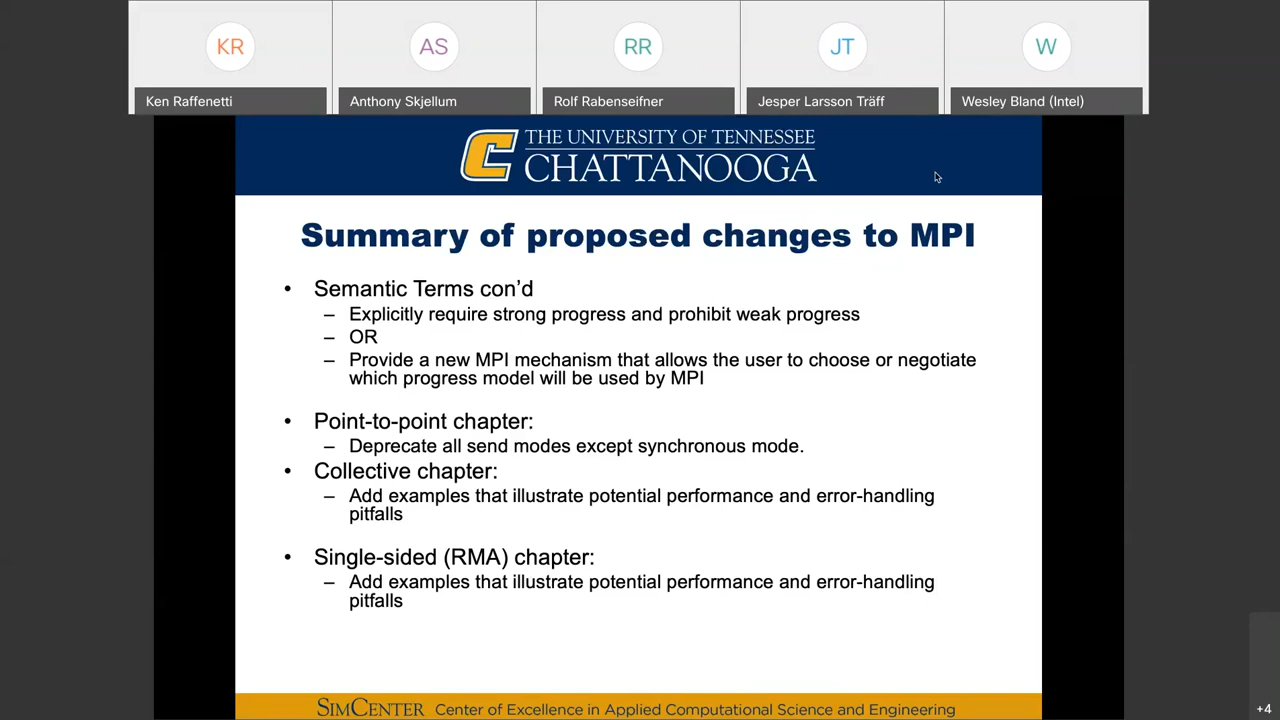 KR
AS
RR
JT
W
Ken Raffenetti
Anthony Skjellum
Rolf Rabenseifner
Jesper Larsson Träff
Wesley Bland (Intel)
C
THE UNIVERSITY OF TENNESSEE
CHATTANOOGA
Summary of proposed changes to MPI
• Semantic Terms con’d
– Explicitly require strong progress and prohibit weak progress
– OR
– Provide a new MPI mechanism that allows the user to choose or negotiate
which progress model will be used by MPI
• Point-to-point chapter:
– Deprecate all send modes except synchronous mode.
• Collective chapter:
– Add examples that illustrate potential performance and error-handling
pitfalls
• Single-sided (RMA) chapter:
– Add examples that illustrate potential performance and error-handling
pitfalls
SIMCENTER Center of Excellence in Applied Computational Science and Engineering
+4